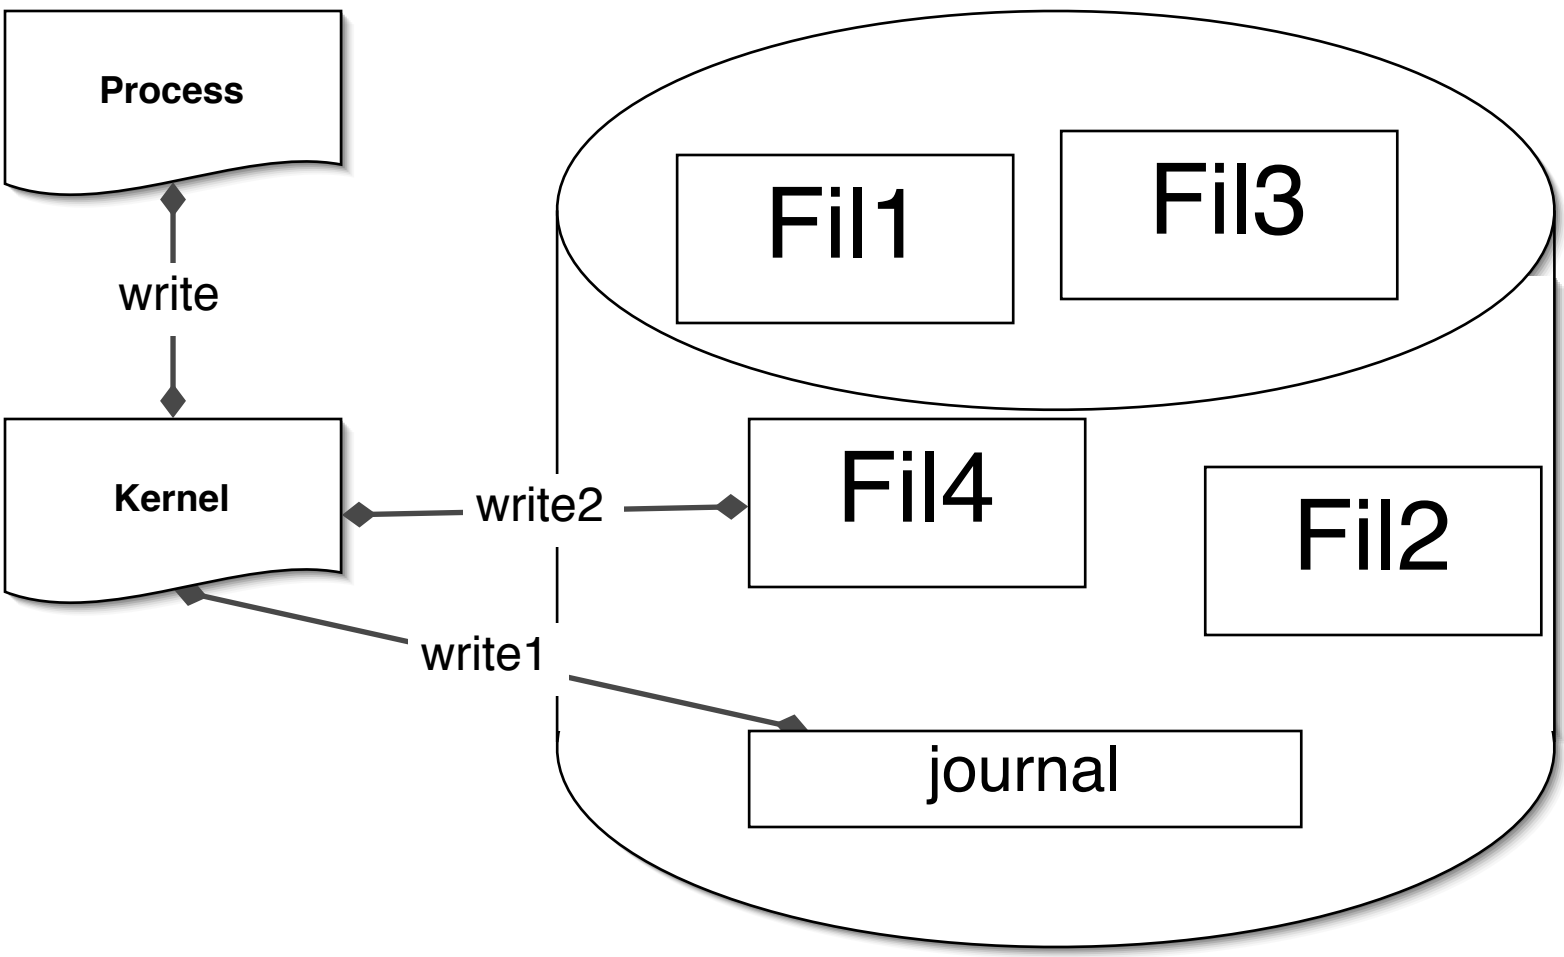 Process
Fil1
Fil3
write
Kernel
write2
Fil4
Fil2
write1
journal